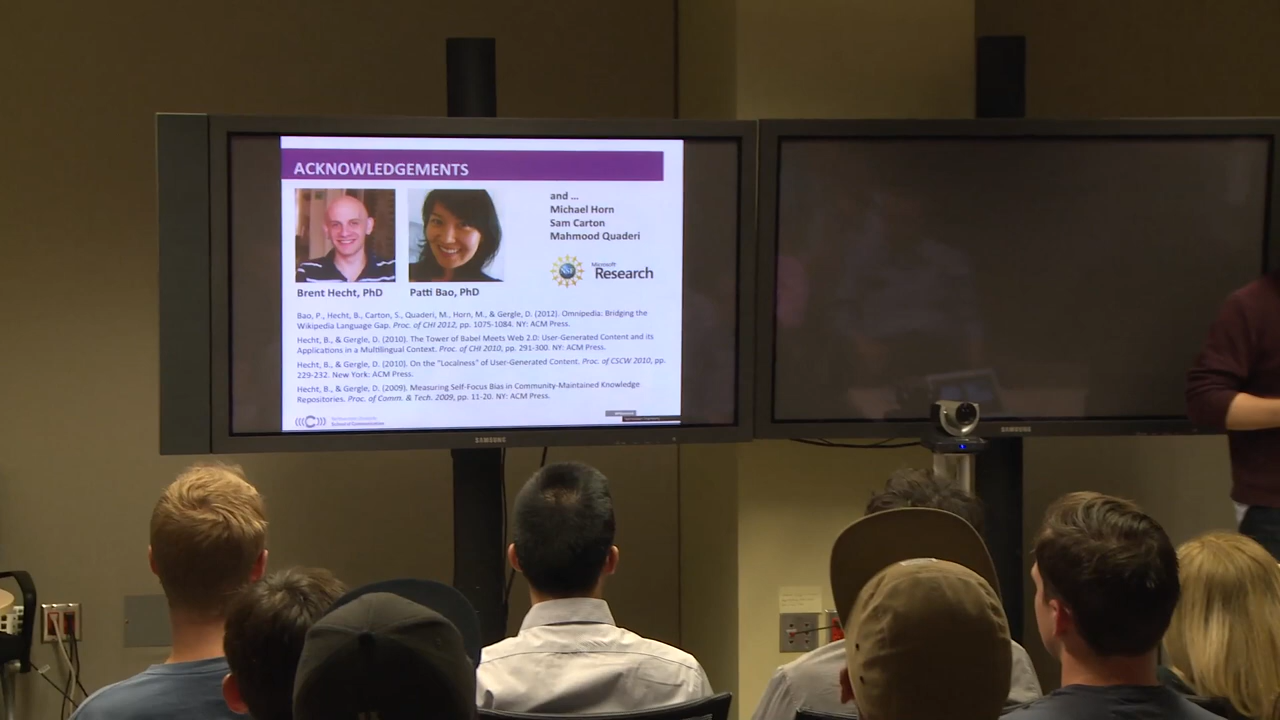 ACKNOWLEDGEMENTS
and ...
Michael Horn
Sam Carton
Mahmood Quaderi
NSF
Microsoft
Research
Brent Hecht, PhD
Patti Bao, PhD
Bao, P., Hecht, B., Carton, S., Quaderi, M., Horn, M., & Gergle, D. (2012). Omnipedia: Bridging the
Wikipedia Language Gap. Proc. of CHI 2012, pp. 1075-1084. NY: ACM Press.
Hecht, B., & Gergle, D. (2010). The Tower of Babel Meets Web 2.0: User-Generated Content and its
Applications in a Multilingual Context. Proc. of CHI 2010, pp. 291-300. NY: ACM Press.
Hecht, B., & Gergle, D. (2010). On the "Localness" of User-Generated Content. Proc. of CSCW 2010, pp.
229-232. New York: ACM Press.
Hecht, B., & Gergle, D. (2009). Measuring Self-Focus Bias in Community-Maintained Knowledge
Repositories. Proc. of Comm. & Tech. 2009, pp. 11-20. NY: ACM Press.
School of Communication
SAMSUNG
SAMSUNG